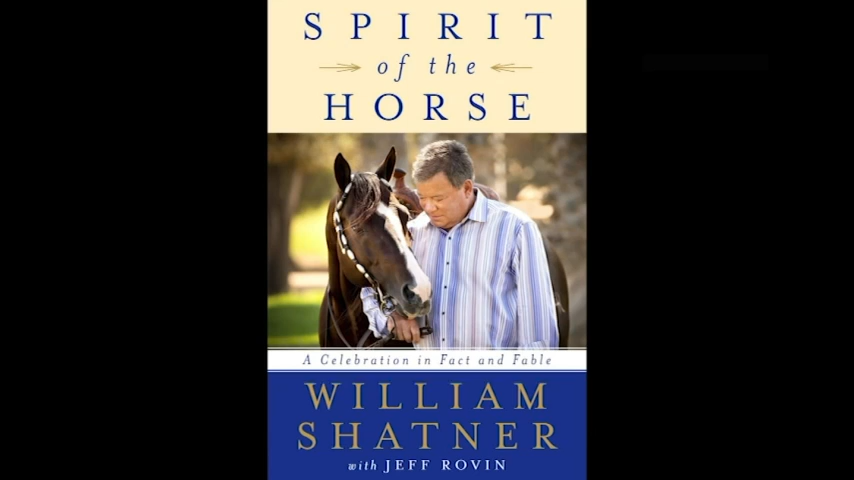 SPIRIT
of the
HORSE
A Celebration in Fact and Fable
WILLIAM
SHATNER
with JEFF ROVIN